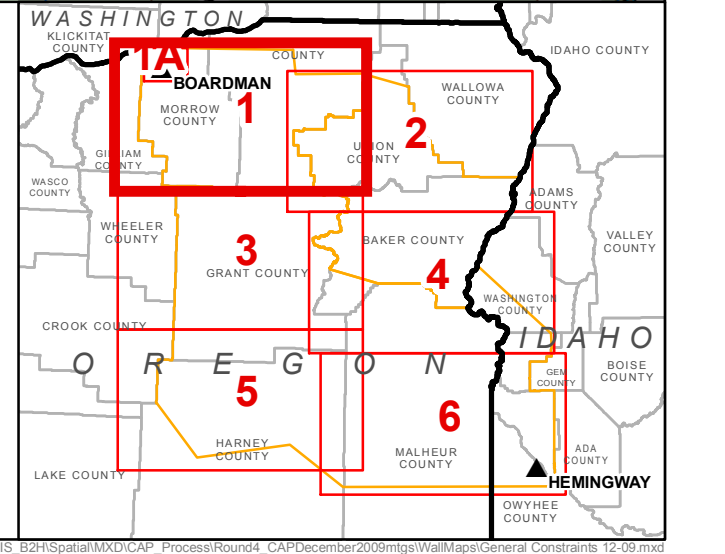 WASHINGTON
KLICKITAT
COUNTY
IDAHO COUNTY
COUNTY
1A
BOARDMAN
WALLOWA
COUNTY
MORROW
COUNTY
1
2
UNION
COUNTY
GILLIAM
COUNTY
WASCO
COUNTY
ADAMS
COUNTY
WHEELER
COUNTY
BAKER COUNTY
VALLEY
COUNTY
3
GRANT COUNTY
4
WASHINGTON
COUNTY
CROOK COUNTY
IDAHO
OREGON
BOISE
COUNTY
GEM
COUNTY
5
6
HARNEY
COUNTY
MALHEUR
COUNTY
ADA
COUNTY
LAKE COUNTY
HEMINGWAY
OWYHEE
COUNTY
IS_B2H\Spatial\MXD\CAP_Process\Round4_CAPDecember2009mtgs\WallMaps\General Constraints 12-09.mxd